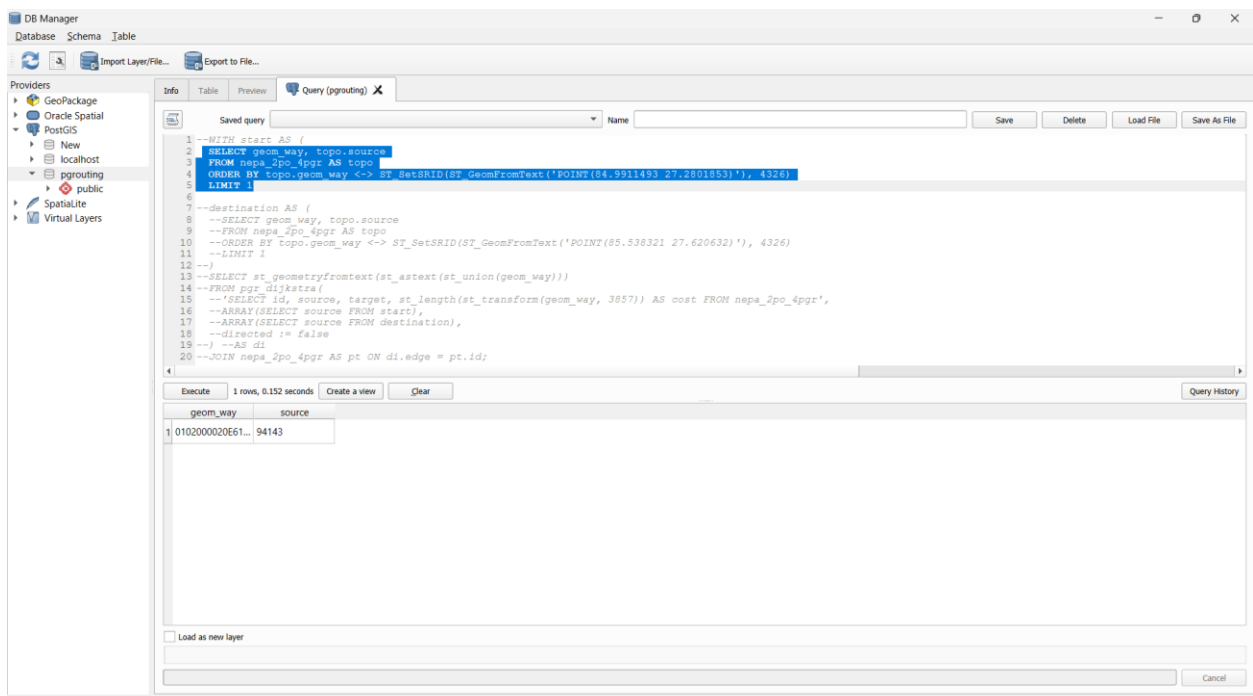 DB Manager
Database Schema Table
Import Layer/File... Export to File...
Providers
GeoPackage
Oracle Spatial
PostGIS
New
localhost
pgrouting
public
SpatiaLite
Virtual Layers
Info Table Preview Query (pgrouting) X
Saved query Name Save Delete Load File Save As File
1 --WITH start AS (
2 SELECT geom_way, topo.source
3 FROM nepa_2po_4pgr AS topo
4 ORDER BY topo.geom_way <-> ST_SetSRID(ST_GeomFromText('POINT(84.9911493 27.2801853)'), 4326)
5 LIMIT 1
6
7 --destination AS (
8 --SELECT geom_way, topo.source
9 --FROM nepa_2po_4pgr AS topo
10 --ORDER BY topo.geom_way <-> ST_SetSRID(ST_GeomFromText('POINT(85.538321 27.620632)'), 4326)
11 --LIMIT 1
12 --)
13 --SELECT st_geometryfromtext(st_astext(st_union(geom_way)))
14 --FROM pgr_dijkstra(
15 --'SELECT id, source, target, st_length(st_transform(geom_way, 3857)) AS cost FROM nepa_2po_4pgr',
16 --ARRAY(SELECT source FROM start),
17 --ARRAY(SELECT source FROM destination),
18 --directed := false
19 --) --AS di
20 --JOIN nepa_2po_4pgr AS pt ON di.edge = pt.id;
Execute 1 rows, 0.152 seconds Create a view Clear Query History
geom_way source
1 0102000020E61... 94143
Load as new layer
Cancel